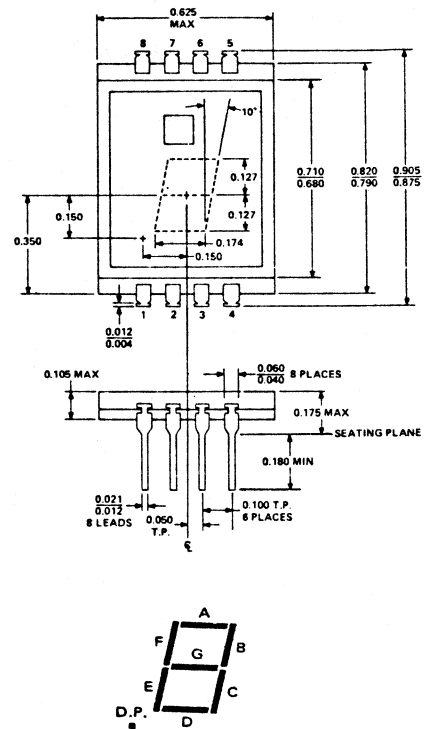 0.625
MAX
8 7 6 5
10°
0.127
0.127
0.710
0.680
0.820
0.790
0.905
0.875
0.150
0.350
0.174
0.150
0.012
0.004
1 2 3 4
0.060
0.040 8 PLACES
0.105 MAX
0.175 MAX
SEATING PLANE
0.180 MIN
0.021
0.012
8 LEADS
0.050
T.P.
0.100 T.P.
6 PLACES
℄
A
F
B
G
E
C
D.P.
D